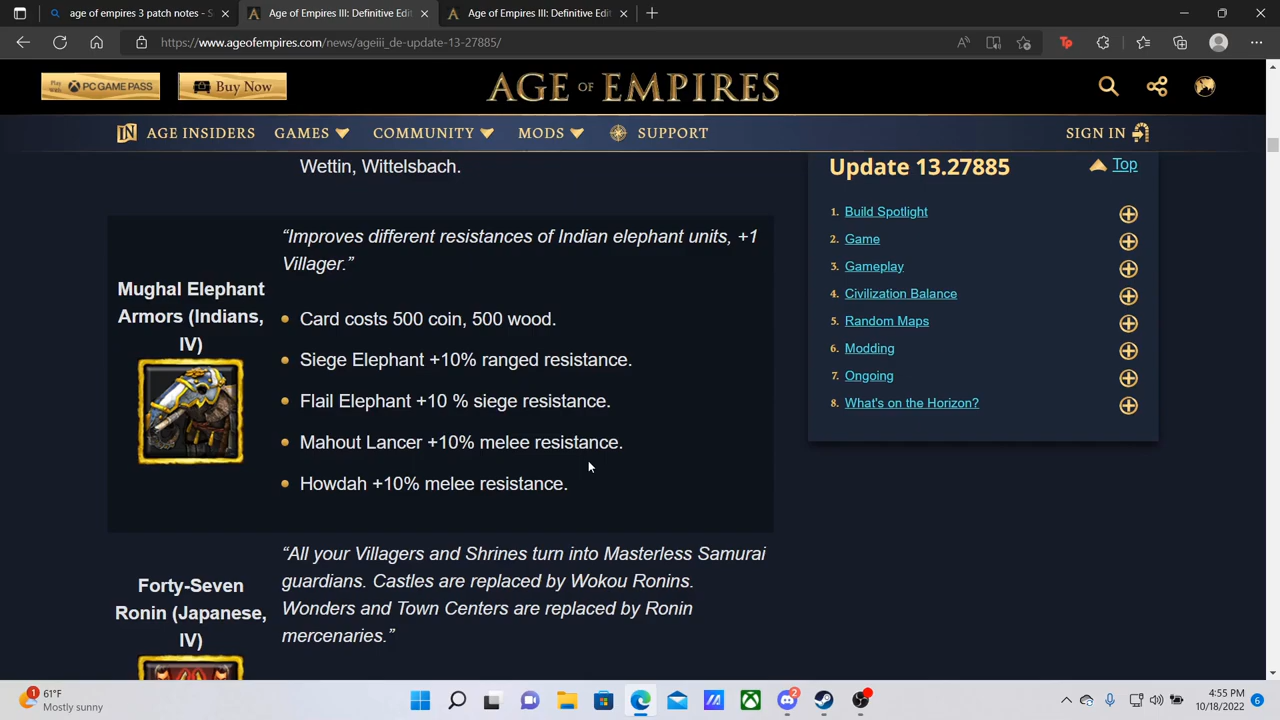 age of empires 3 patch notes - S
Age of Empires III: Definitive Edit
Age of Empires III: Definitive Edit
https://www.ageofempires.com/news/ageiii_de-update-13-27885/
PC GAME PASS
Buy Now
AGE OF EMPIRES
AGE INSIDERS
GAMES
COMMUNITY
MODS
SUPPORT
SIGN IN
Wettin, Wittelsbach.
Update 13.27885
Top
1. Build Spotlight
2. Game
3. Gameplay
4. Civilization Balance
5. Random Maps
6. Modding
7. Ongoing
8. What's on the Horizon?
Mughal Elephant
Armors (Indians,
IV)
“Improves different resistances of Indian elephant units, +1
Villager.”
Card costs 500 coin, 500 wood.
Siege Elephant +10% ranged resistance.
Flail Elephant +10 % siege resistance.
Mahout Lancer +10% melee resistance.
Howdah +10% melee resistance.
Forty-Seven
Ronin (Japanese,
IV)
“All your Villagers and Shrines turn into Masterless Samurai
guardians. Castles are replaced by Wokou Ronins.
Wonders and Town Centers are replaced by Ronin
mercenaries.”
1
61°F
Mostly sunny
2
4:55 PM
10/18/2022
6